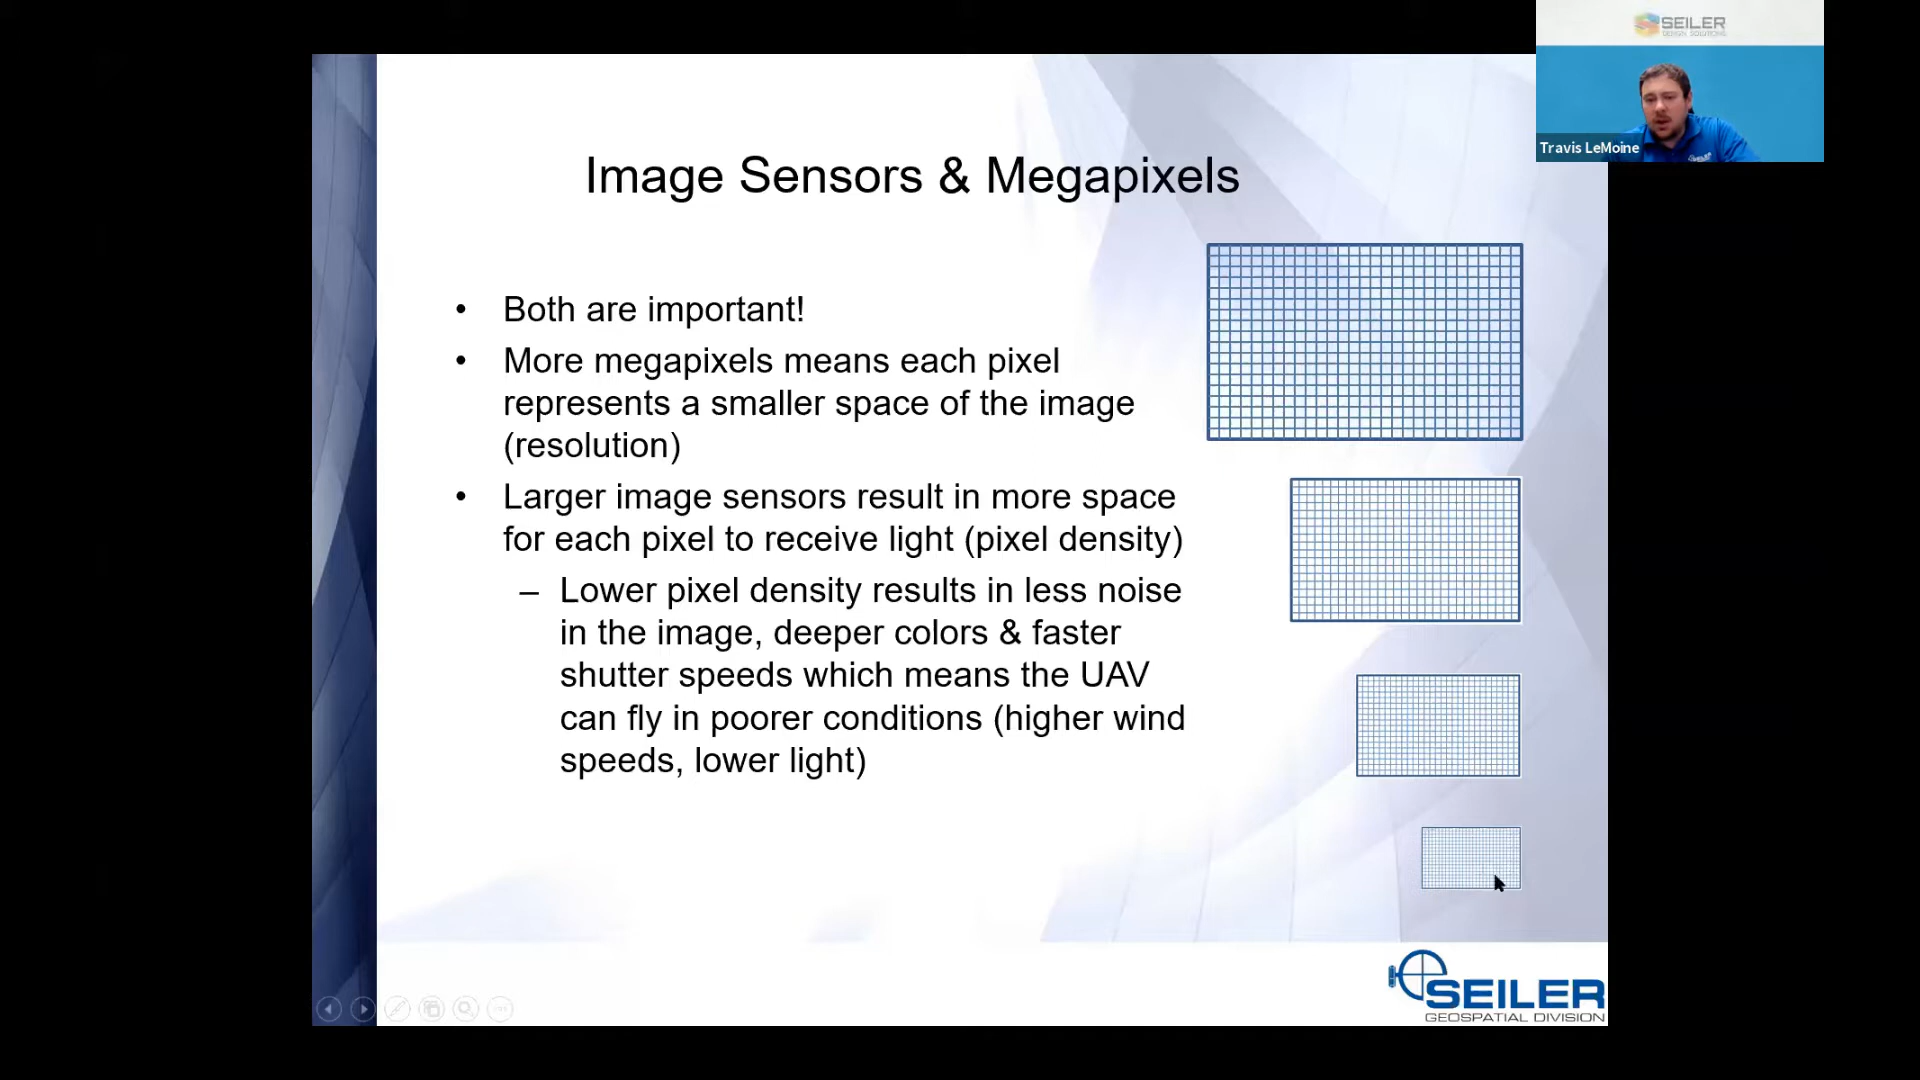 SEILER
DESIGN SOLUTIONS
Travis LeMoine
Image Sensors & Megapixels
• Both are important!
• More megapixels means each pixel
represents a smaller space of the image
(resolution)
• Larger image sensors result in more space
for each pixel to receive light (pixel density)
– Lower pixel density results in less noise
in the image, deeper colors & faster
shutter speeds which means the UAV
can fly in poorer conditions (higher wind
speeds, lower light)
SEILER
GEOSPATIAL DIVISION